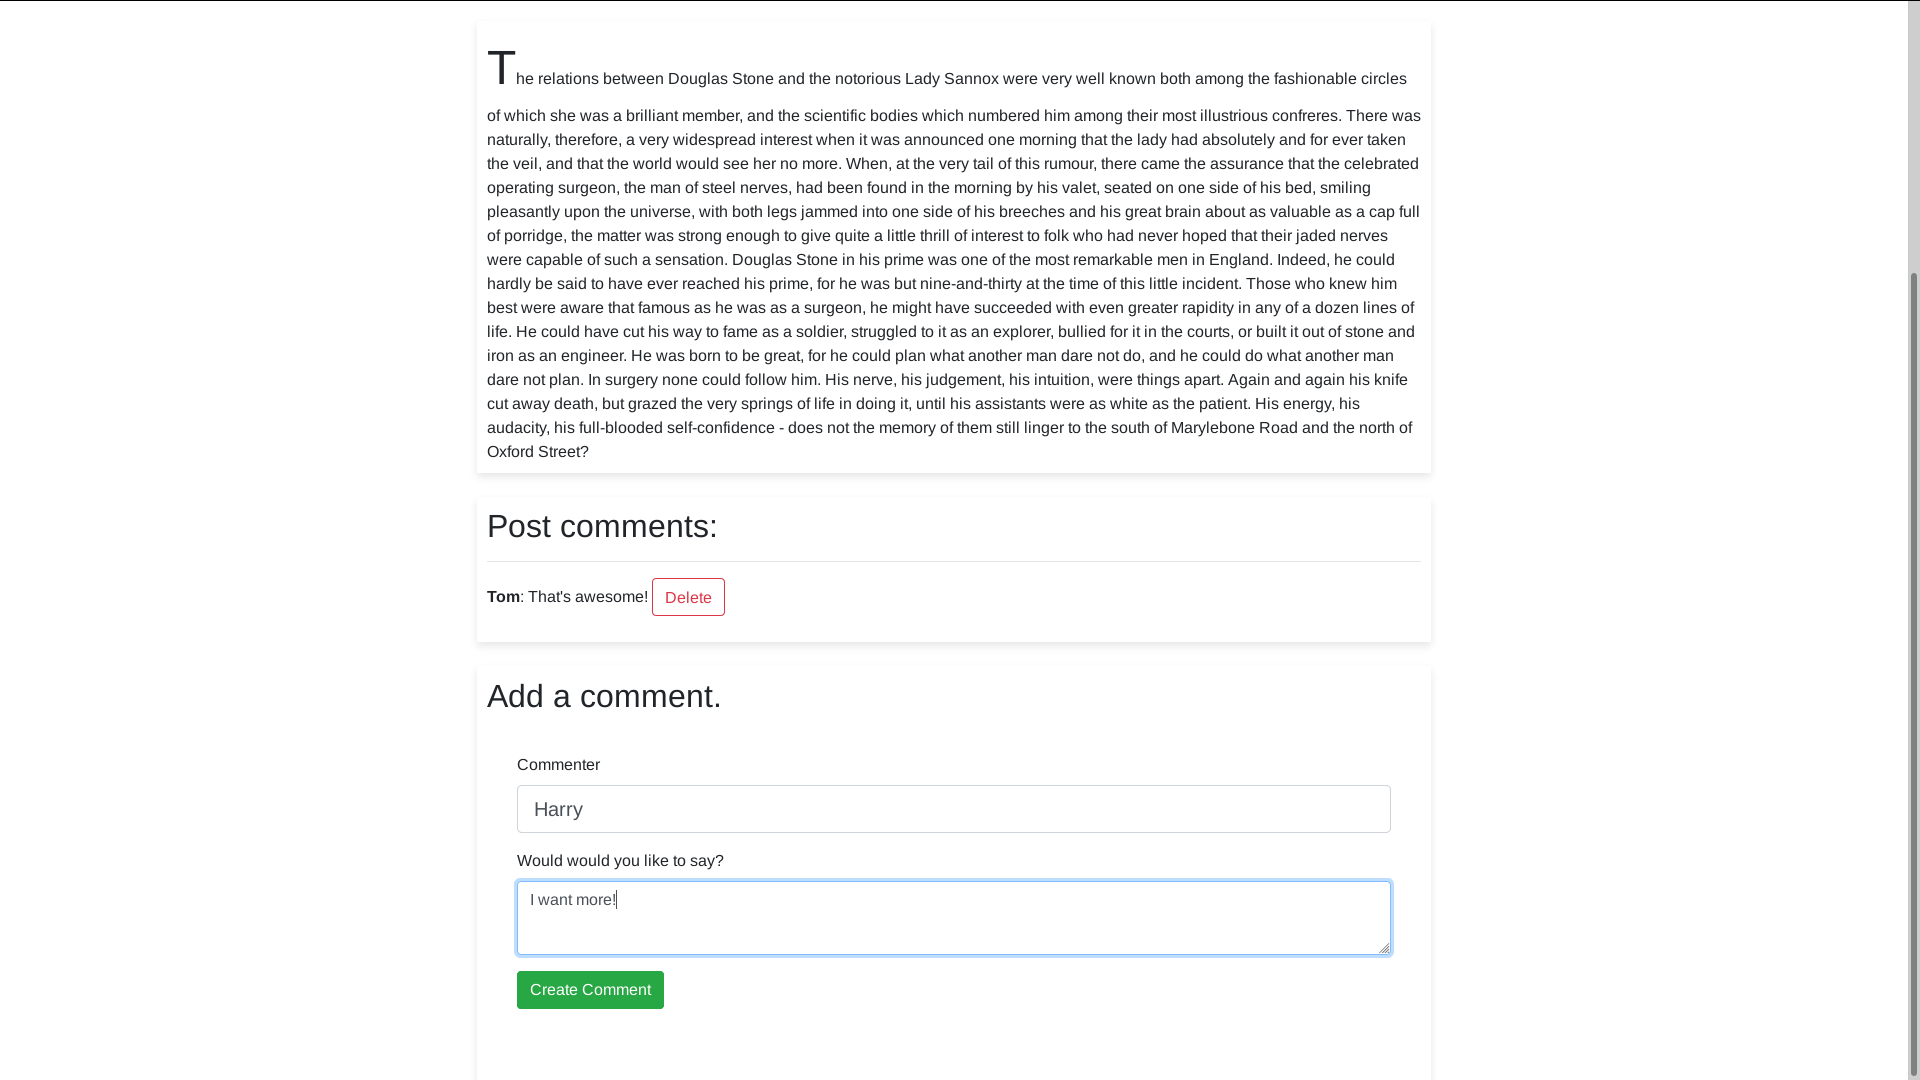 The relations between Douglas Stone and the notorious Lady Sannox were very well known both among the fashionable circles
of which she was a brilliant member, and the scientific bodies which numbered him among their most illustrious confreres. There was
naturally, therefore, a very widespread interest when it was announced one morning that the lady had absolutely and for ever taken
the veil, and that the world would see her no more. When, at the very tail of this rumour, there came the assurance that the celebrated
operating surgeon, the man of steel nerves, had been found in the morning by his valet, seated on one side of his bed, smiling
pleasantly upon the universe, with both legs jammed into one side of his breeches and his great brain about as valuable as a cap full
of porridge, the matter was strong enough to give quite a little thrill of interest to folk who had never hoped that their jaded nerves
were capable of such a sensation. Douglas Stone in his prime was one of the most remarkable men in England. Indeed, he could
hardly be said to have ever reached his prime, for he was but nine-and-thirty at the time of this little incident. Those who knew him
best were aware that famous as he was as a surgeon, he might have succeeded with even greater rapidity in any of a dozen lines of
life. He could have cut his way to fame as a soldier, struggled to it as an explorer, bullied for it in the courts, or built it out of stone and
iron as an engineer. He was born to be great, for he could plan what another man dare not do, and he could do what another man
dare not plan. In surgery none could follow him. His nerve, his judgement, his intuition, were things apart. Again and again his knife
cut away death, but grazed the very springs of life in doing it, until his assistants were as white as the patient. His energy, his
audacity, his full-blooded self-confidence - does not the memory of them still linger to the south of Marylebone Road and the north of
Oxford Street?
Post comments:
Tom: That's awesome! Delete
Add a comment.
Commenter
Harry
Would would you like to say?
I want more!
Create Comment